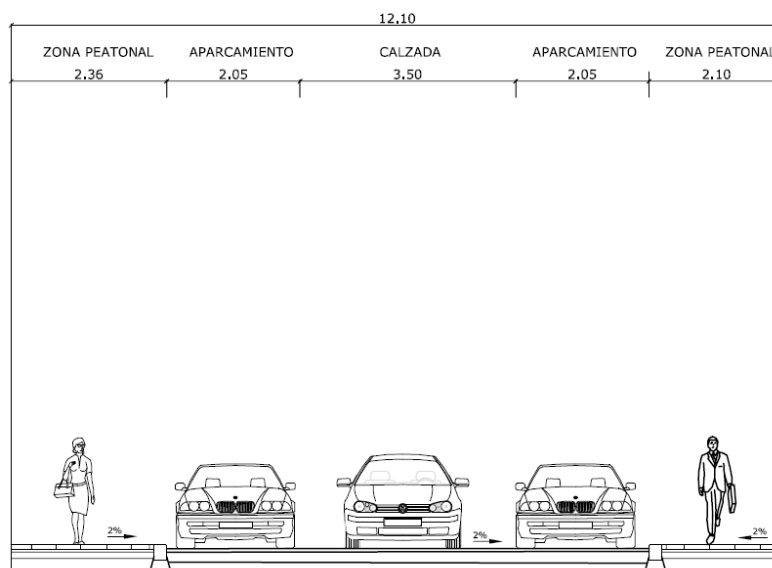 12.10
ZONA PEATONAL APARCAMIENTO CALZADA APARCAMIENTO ZONA PEATONAL
2.36 2.05 3.50 2.05 2.10
2% 2% 2%